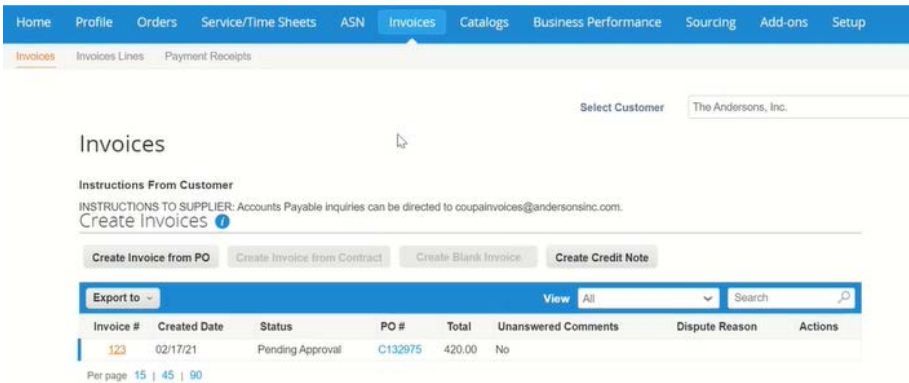 Home Profile Orders Service/Time Sheets ASN Invoices Catalogs Business Performance Sourcing Add-ons Setup
Invoices Invoices Lines Payment Receipts
Select Customer The Andersons, Inc.
Invoices
Instructions From Customer
INSTRUCTIONS TO SUPPLIER: Accounts Payable inquiries can be directed to coupainvoices@andersonsinc.com.
Create Invoices
Create Invoice from PO Create Invoice from Contract Create Blank Invoice Create Credit Note
Export to View All Search
Invoice # Created Date Status PO # Total Unanswered Comments Dispute Reason Actions
123 02/17/21 Pending Approval C132975 420.00 No
Per page 15 | 45 | 90